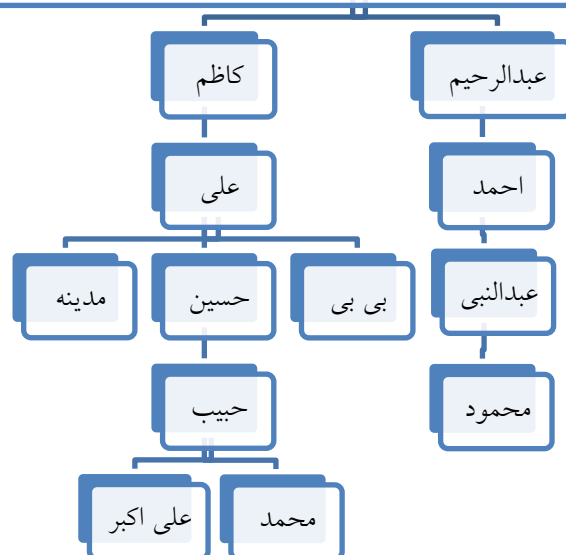 عبدالرحیم
کاظم
احمد
علی
عبدالنبی
بی بی
حسین
مدینه
محمود
حبیب
محمد
علی اکبر